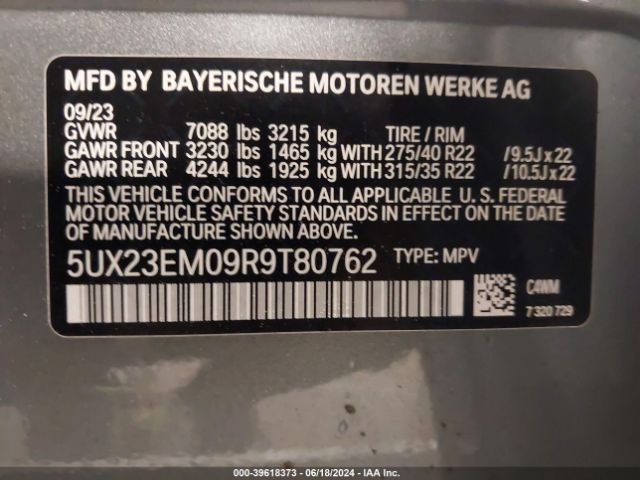 MFD BY BAYERISCHE MOTOREN WERKE AG
09/23
GVWR 7088 lbs 3215 kg TIRE / RIM
GAWR FRONT 3230 lbs 1465 kg WITH 275/40 R22 /9.5J x 22
GAWR REAR 4244 lbs 1925 kg WITH 315/35 R22 /10.5J x 22
THIS VEHICLE CONFORMS TO ALL APPLICABLE U. S. FEDERAL
MOTOR VEHICLE SAFETY STANDARDS IN EFFECT ON THE DATE
OF MANUFACTURE SHOWN ABOVE.
5UX23EM09R9T80762 TYPE: MPV
C4WM
7 320 729
000-39618373 - 06/18/2024 - IAA Inc.